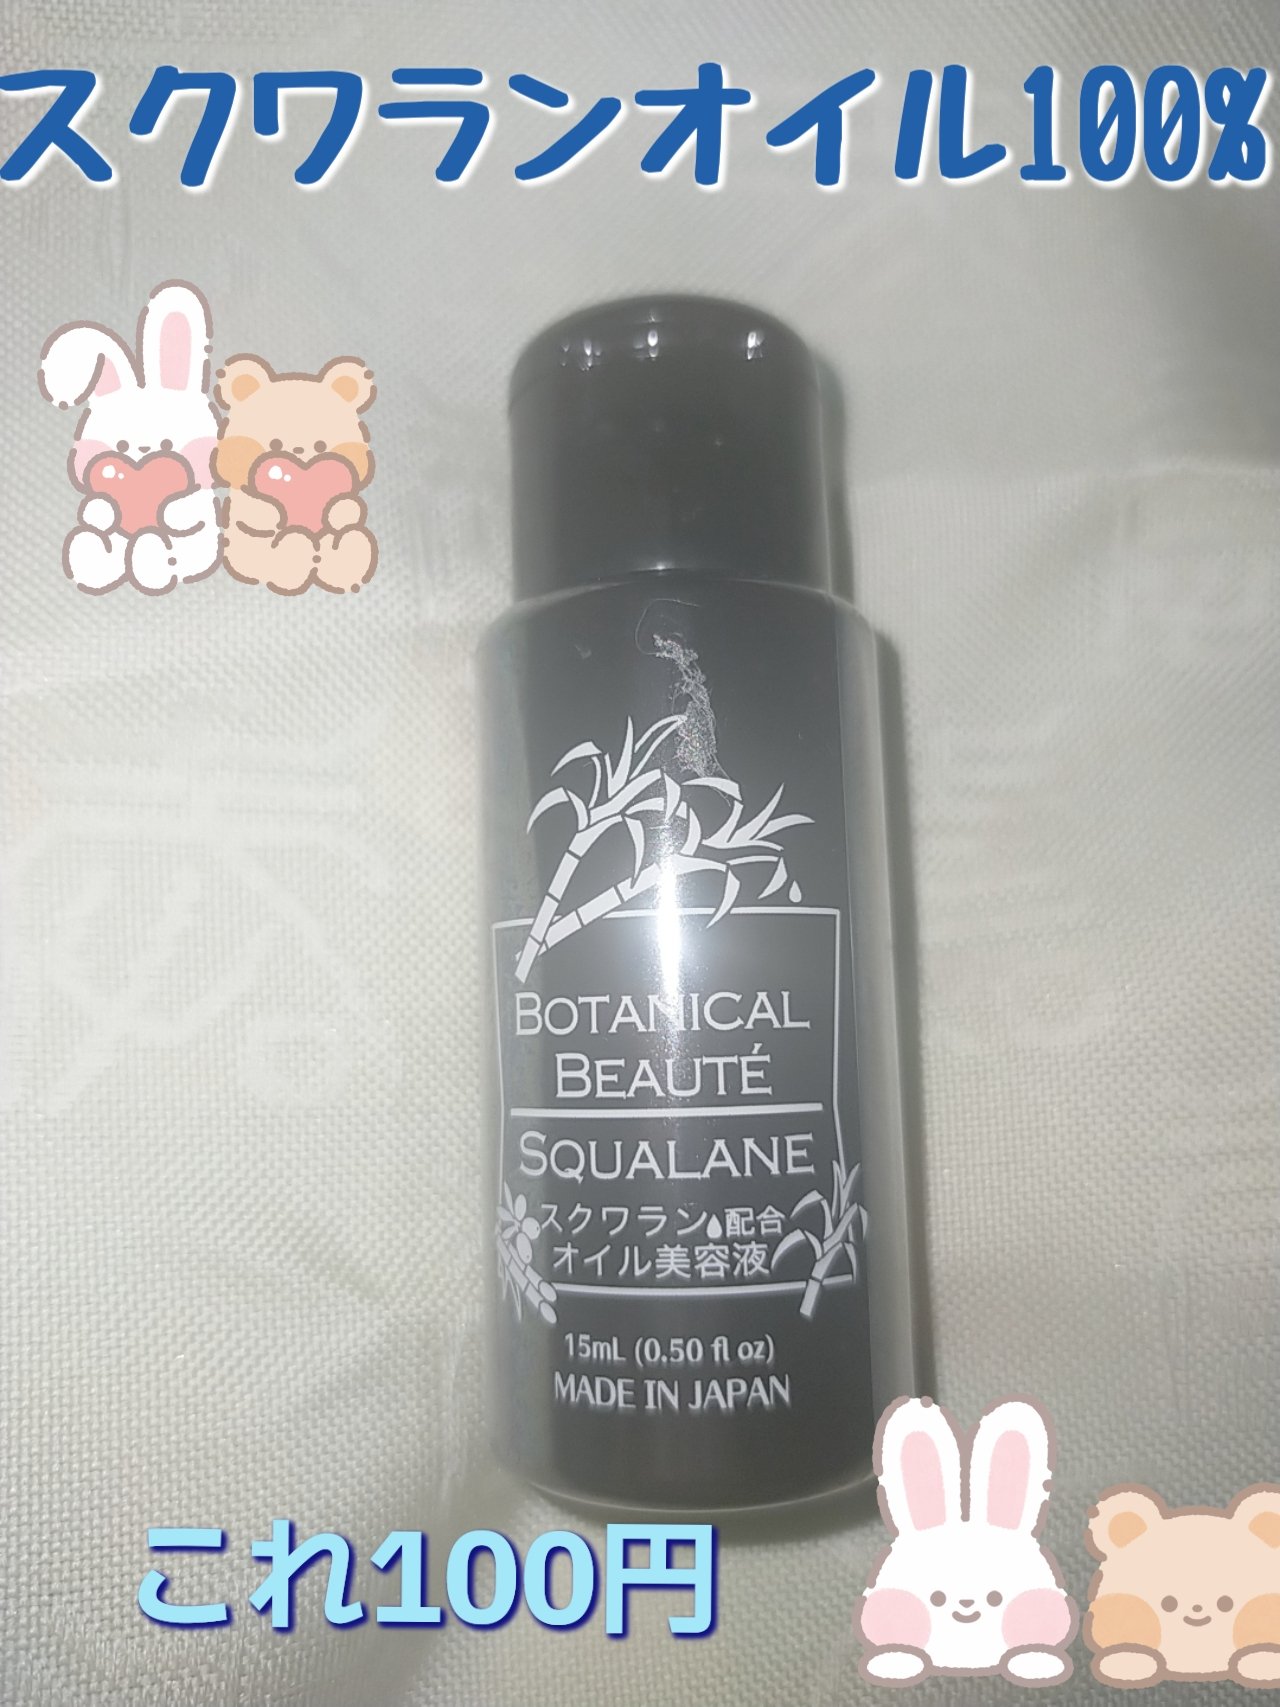 スクワランオイル100%
BOTANICAL
BEAUTÉ
SQUALANE
スクワラン配合
オイル美容液
15mL (0.50 fl oz)
MADE IN JAPAN
これ100円